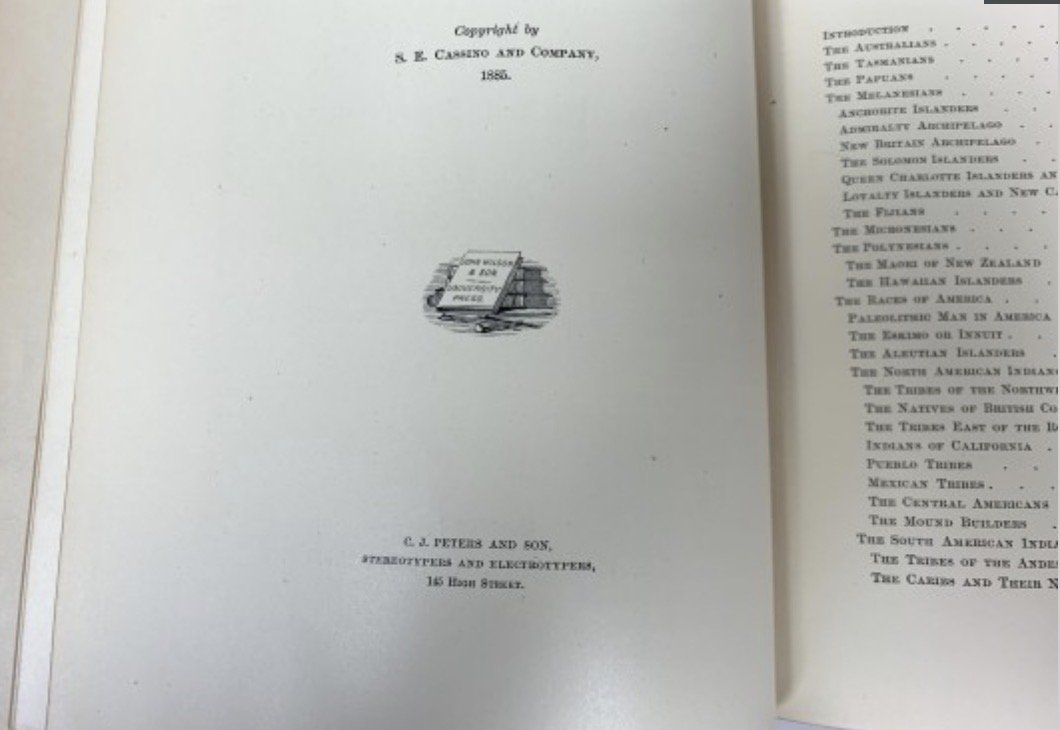 Copyright by
S. E. CASSINO AND COMPANY,
1885.
JOHN WILSON
& SON
UNIVERSITY
PRESS
C. J. PETERS AND SON,
STEREOTYPERS AND ELECTROTYPERS,
145 HIGH STREET.
INTRODUCTION
THE AUSTRALIANS
THE TASMANIANS
THE PAPUANS
THE MELANESIANS
ANCHORITE ISLANDERS
ADMIRALTY ARCHIPELAGO
NEW BRITAIN ARCHIPELAGO
THE SOLOMON ISLANDERS
QUEEN CHARLOTTE ISLANDERS AN
LOYALTY ISLANDERS AND NEW C
THE FIJIANS
THE MICRONESIANS
THE POLYNESIANS
THE MAORI OF NEW ZEALAND
THE HAWAIIAN ISLANDERS
THE RACES OF AMERICA
PALEOLITHIC MAN IN AMERICA
THE ESKIMO OR INNUIT
THE ALEUTIAN ISLANDERS
THE NORTH AMERICAN INDIAN
THE TRIBES OF THE NORTHW
THE NATIVES OF BRITISH CO
THE TRIBES EAST OF THE R
INDIANS OF CALIFORNIA
PUEBLO TRIBES
MEXICAN TRIBES
THE CENTRAL AMERICANS
THE MOUND BUILDERS
THE SOUTH AMERICAN INDI
THE TRIBES OF THE ANDE
THE CARIBS AND THEIR N